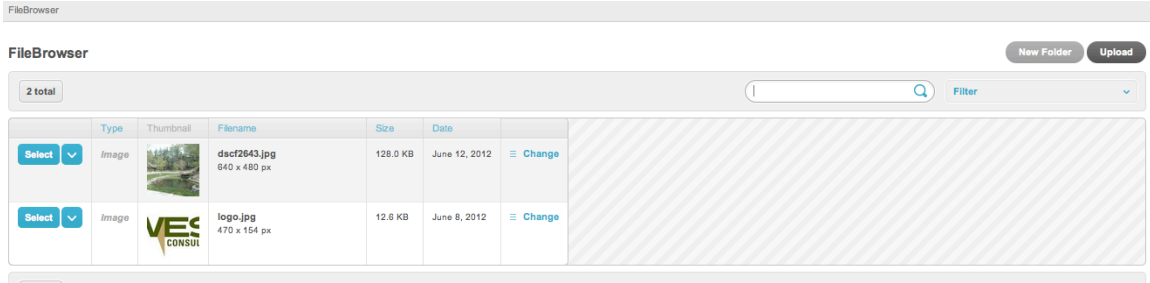 FileBrowser
FileBrowser
New Folder
Upload
2 total
Filter
Type
Thumbnail
Filename
Size
Date
Select
Image
dscf2643.jpg
640 x 480 px
128.0 KB
June 12, 2012
Change
Select
Image
VES
CONSUL
logo.jpg
470 x 154 px
12.6 KB
June 8, 2012
Change